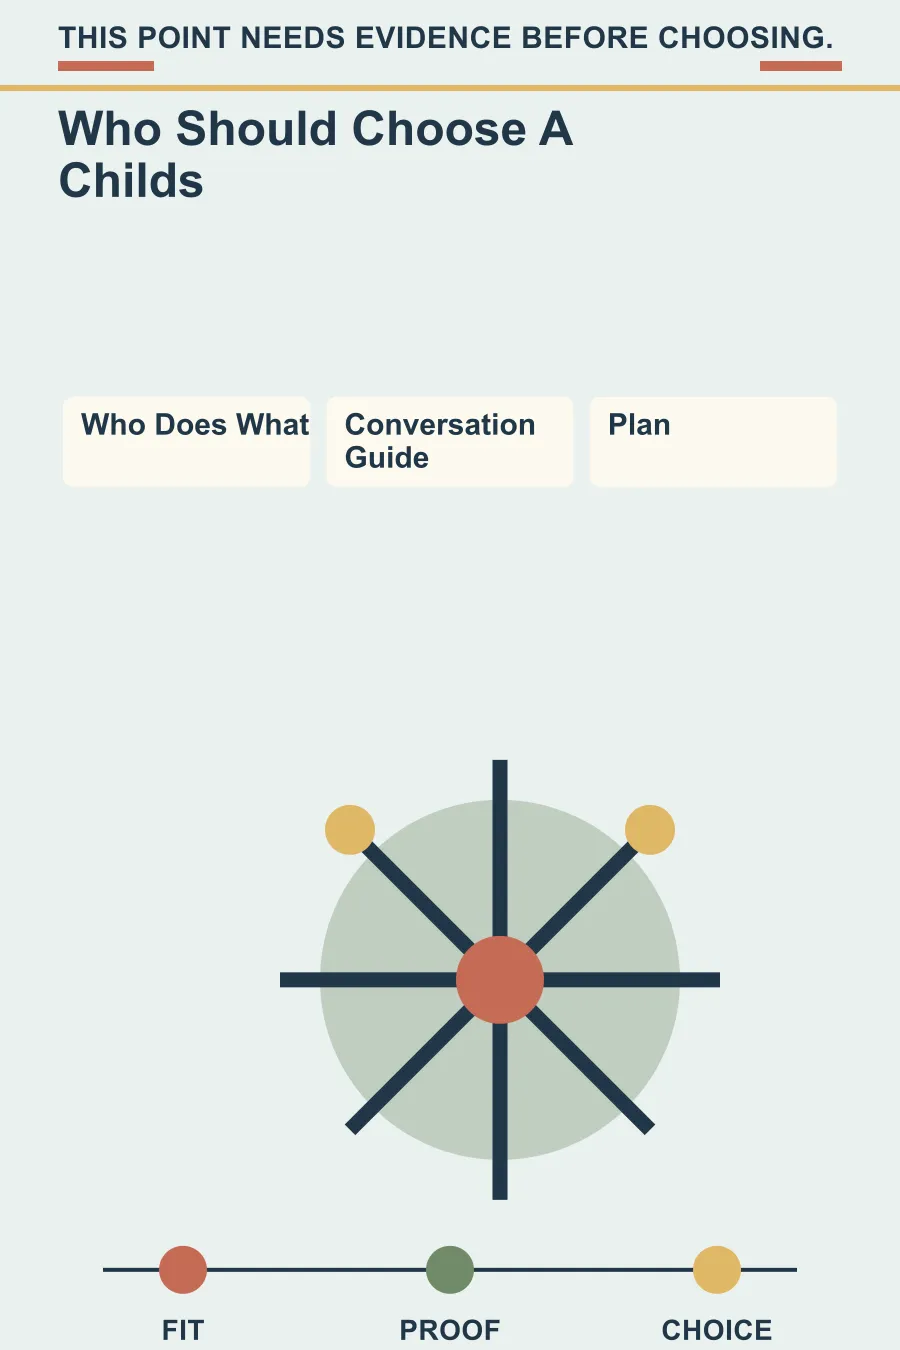 THIS POINT NEEDS EVIDENCE BEFORE CHOOSING.
Who Should Choose A
Childs
Who Does What
Conversation
Guide
Plan
FIT
PROOF
CHOICE